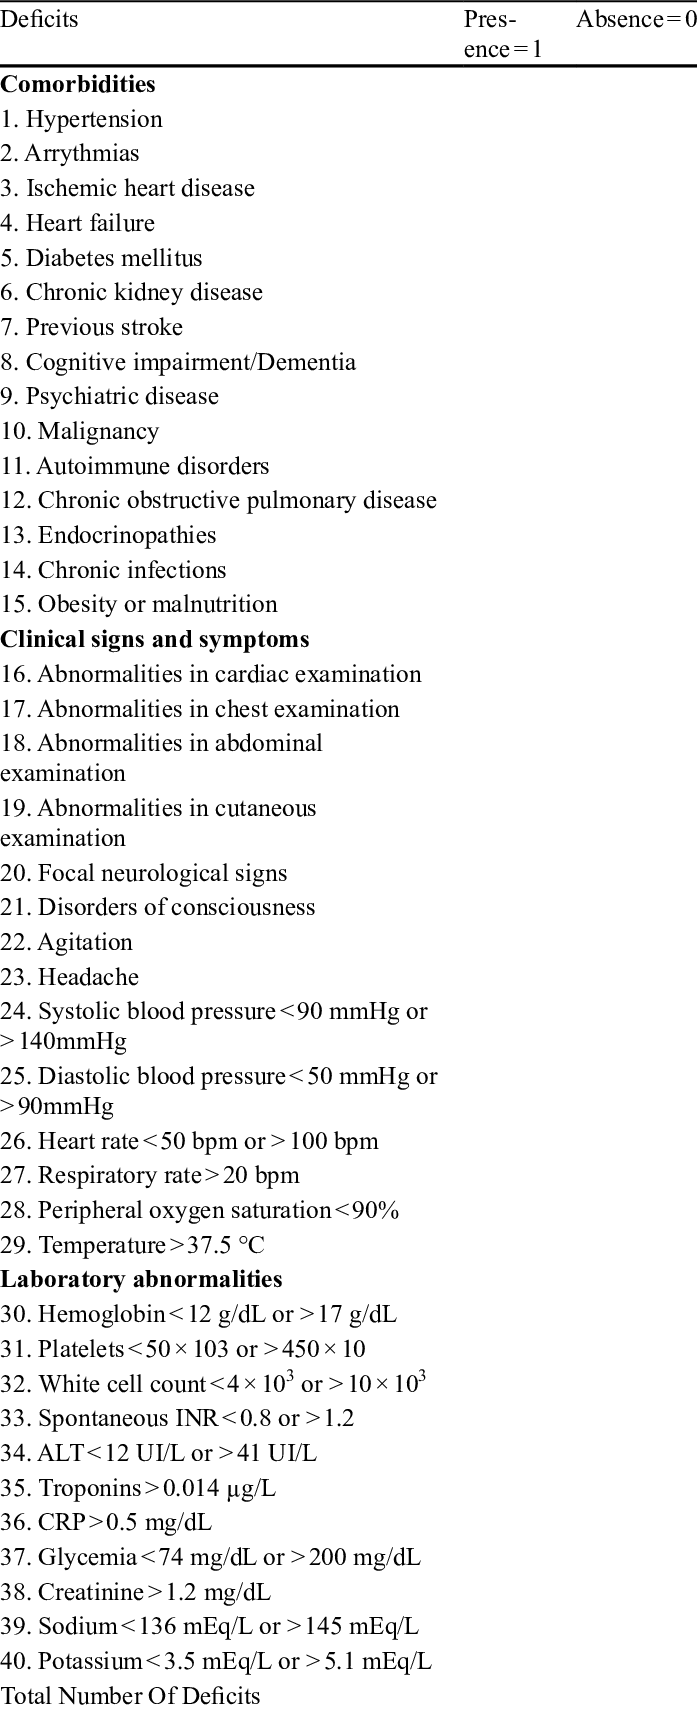 Deficits Pres- Absence = 0
ence = 1
Comorbidities
1. Hypertension
2. Arrythmias
3. Ischemic heart disease
4. Heart failure
5. Diabetes mellitus
6. Chronic kidney disease
7. Previous stroke
8. Cognitive impairment/Dementia
9. Psychiatric disease
10. Malignancy
11. Autoimmune disorders
12. Chronic obstructive pulmonary disease
13. Endocrinopathies
14. Chronic infections
15. Obesity or malnutrition
Clinical signs and symptoms
16. Abnormalities in cardiac examination
17. Abnormalities in chest examination
18. Abnormalities in abdominal
examination
19. Abnormalities in cutaneous
examination
20. Focal neurological signs
21. Disorders of consciousness
22. Agitation
23. Headache
24. Systolic blood pressure < 90 mmHg or
> 140mmHg
25. Diastolic blood pressure < 50 mmHg or
> 90mmHg
26. Heart rate < 50 bpm or > 100 bpm
27. Respiratory rate > 20 bpm
28. Peripheral oxygen saturation < 90%
29. Temperature > 37.5 °C
Laboratory abnormalities
30. Hemoglobin < 12 g/dL or > 17 g/dL
31. Platelets < 50 × 103 or > 450 × 10
32. White cell count < 4 × 10³ or > 10 × 10³
33. Spontaneous INR < 0.8 or > 1.2
34. ALT < 12 UI/L or > 41 UI/L
35. Troponins > 0.014 µg/L
36. CRP > 0.5 mg/dL
37. Glycemia < 74 mg/dL or > 200 mg/dL
38. Creatinine > 1.2 mg/dL
39. Sodium < 136 mEq/L or > 145 mEq/L
40. Potassium < 3.5 mEq/L or > 5.1 mEq/L
Total Number Of Deficits